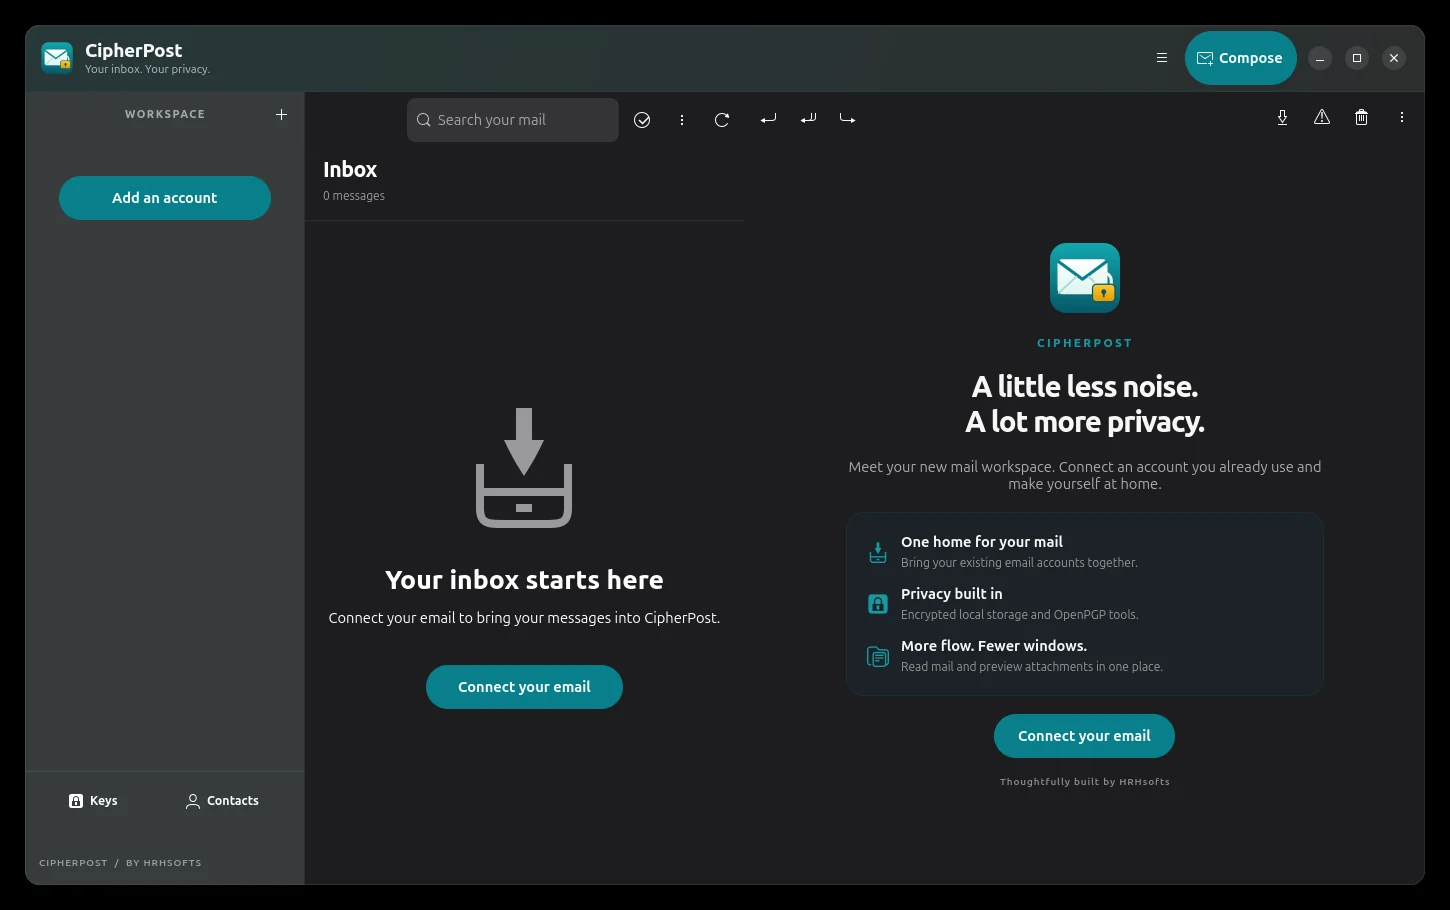 CipherPost
Your inbox. Your privacy.
Compose
WORKSPACE
Add an account
Keys
Contacts
CIPHERPOST / BY HRHSOFTS
Search your mail
Inbox
0 messages
Your inbox starts here
Connect your email to bring your messages into CipherPost.
Connect your email
CIPHERPOST
A little less noise.
A lot more privacy.
Meet your new mail workspace. Connect an account you already use and
make yourself at home.
One home for your mail
Bring your existing email accounts together.
Privacy built in
Encrypted local storage and OpenPGP tools.
More flow. Fewer windows.
Read mail and preview attachments in one place.
Connect your email
Thoughtfully built by HRHsofts